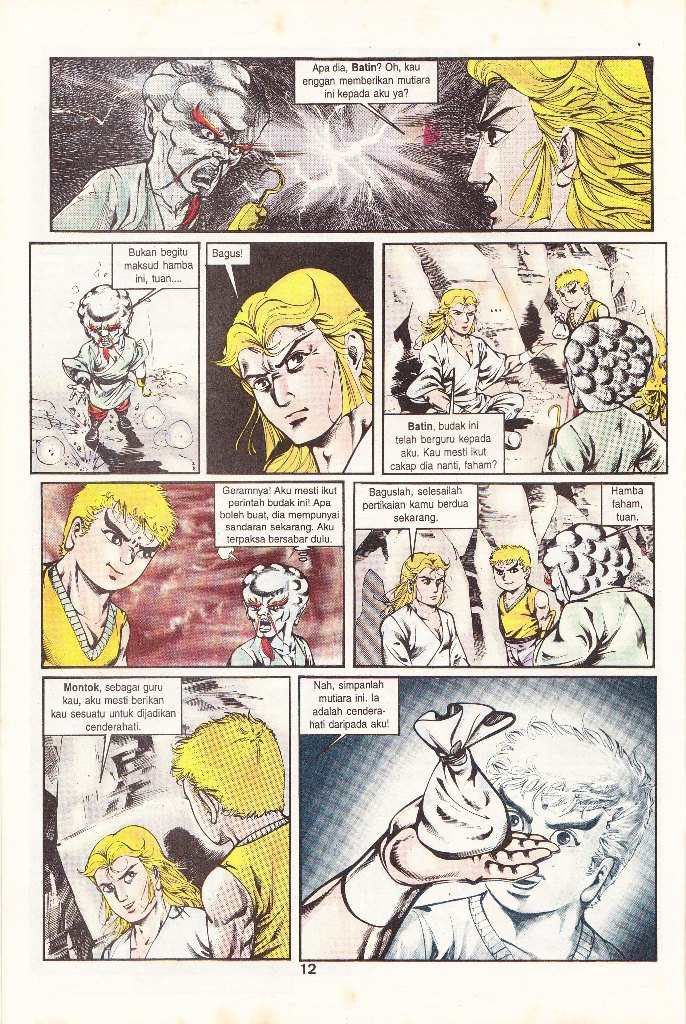 Apa dia, Batin? Oh, kau
enggan memberikan mutiara
ini kepada aku ya?
Bukan begitu
maksud hamba
ini, tuan....
Bagus!
Batin, budak ini
telah berguru kepada
aku. Kau mesti ikut
cakap dia nanti, faham?
Geramnya! Aku mesti ikut
perintah budak ini! Apa
boleh buat, dia mempunyai
sandaran sekarang. Aku
terpaksa bersabar dulu.
Baguslah, selesailah
pertikaian kamu berdua
sekarang.
Hamba
faham,
tuan.
Montok, sebagai guru
kau, aku mesti berikan
kau sesuatu untuk dijadikan
cenderahati.
Nah, simpanlah
mutiara ini. Ia
adalah cendera-
hati daripada aku!
12